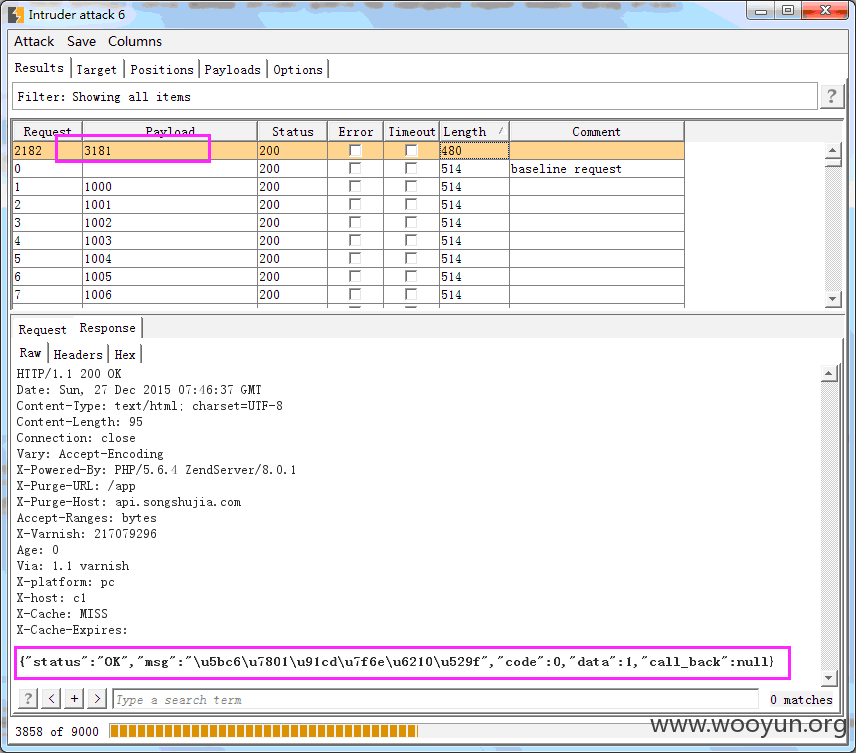 Intruder attack 6
Attack Save Columns
Results Target Positions Payloads Options
Filter: Showing all items ?
Request Payload Status Error Timeout Length Comment
2182 3181 200 480
0 200 514 baseline request
1 1000 200 514
2 1001 200 514
3 1002 200 514
4 1003 200 514
5 1004 200 514
6 1005 200 514
7 1006 200 514
Request Response
Raw Headers Hex
HTTP/1.1 200 OK
Date: Sun, 27 Dec 2015 07:46:37 GMT
Content-Type: text/html; charset=UTF-8
Content-Length: 95
Connection: close
Vary: Accept-Encoding
X-Powered-By: PHP/5.6.4 ZendServer/8.0.1
X-Purge-URL: /app
X-Purge-Host: api.songshujia.com
Accept-Ranges: bytes
X-Varnish: 217079296
Age: 0
Via: 1.1 varnish
X-platform: pc
X-host: c1
X-Cache: MISS
X-Cache-Expires:
{"status":"OK","msg":"\u5bc6\u7801\u91cd\u7f6e\u6210\u529f","code":0,"data":1,"call_back":null}
? < + > Type a search term 0 matches
3858 of 9000
www.wooyun.org